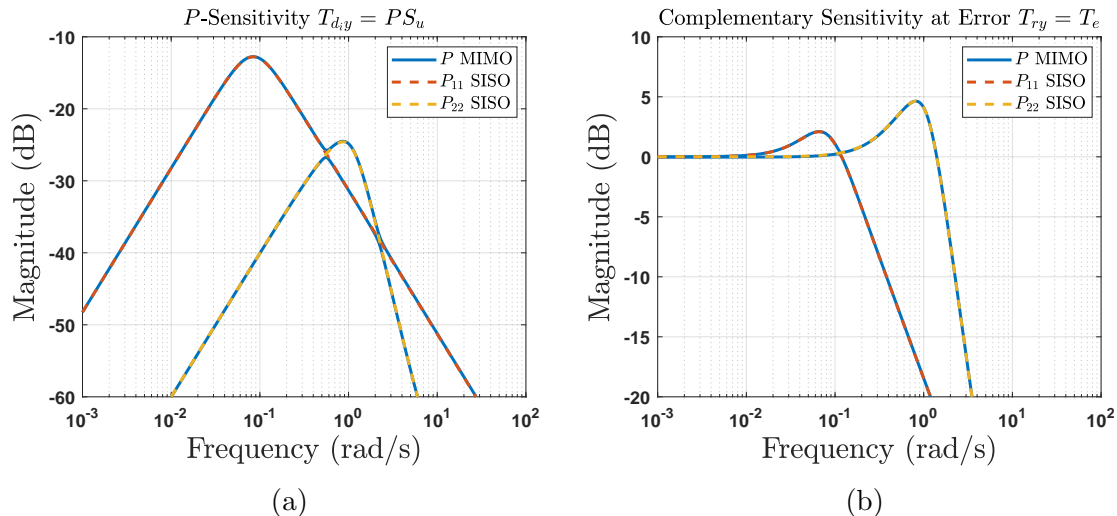 P-Sensitivity T_{d_i y} = PS_u
-10
-20
-30
-40
-50
-60
Magnitude (dB)
P MIMO
P_{11} SISO
P_{22} SISO
10^{-3} 10^{-2} 10^{-1} 10^0 10^1 10^2
Frequency (rad/s)
(a)
Complementary Sensitivity at Error T_{ry} = T_e
10
5
0
-5
-10
-15
-20
Magnitude (dB)
P MIMO
P_{11} SISO
P_{22} SISO
10^{-3} 10^{-2} 10^{-1} 10^0 10^1 10^2
Frequency (rad/s)
(b)